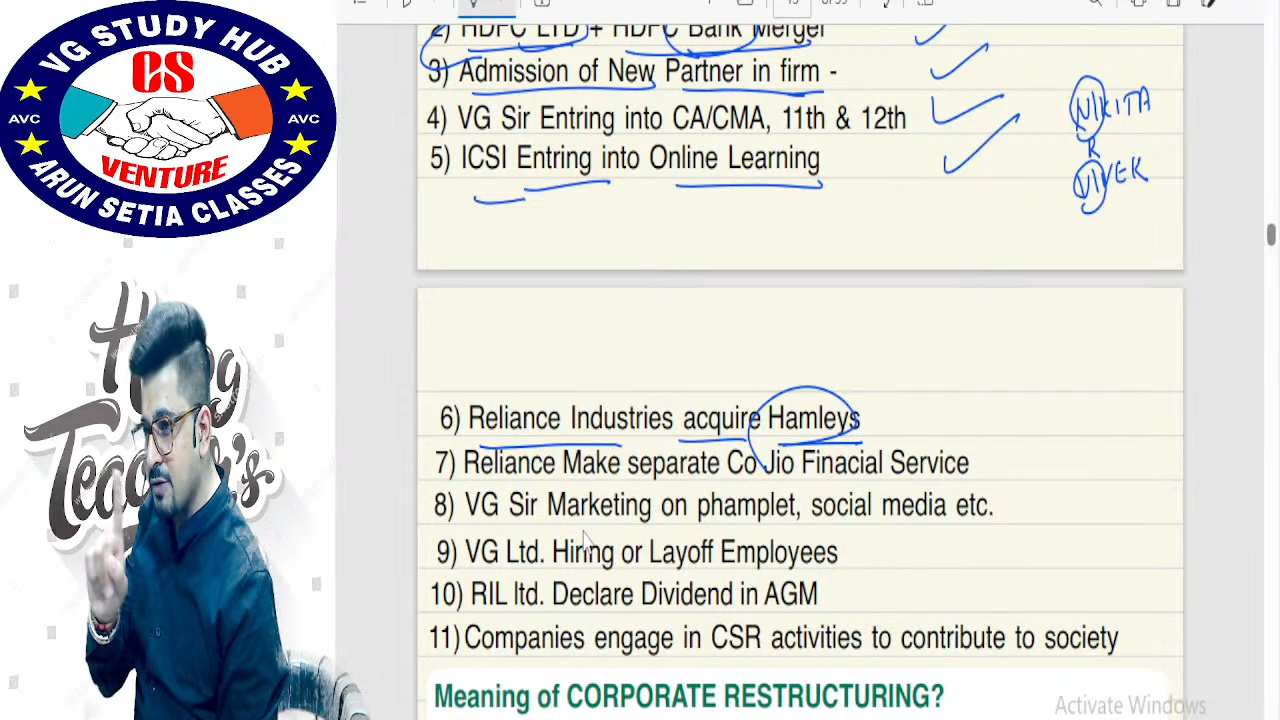 VG STUDY HUB
CS
AVC
AVC
VENTURE
ARUN SETIA CLASSES
Teacher's
2) HDFC LTD + HDFC Bank Merger
3) Admission of New Partner in firm -
4) VG Sir Entring into CA/CMA, 11th & 12th
5) ICSI Entring into Online Learning
NIKITA
R
VIVEK
6) Reliance Industries acquire Hamleys
7) Reliance Make separate Co Jio Finacial Service
8) VG Sir Marketing on phamplet, social media etc.
9) VG Ltd. Hiring or Layoff Employees
10) RIL ltd. Declare Dividend in AGM
11) Companies engage in CSR activities to contribute to society
Meaning of CORPORATE RESTRUCTURING?
Activate Windows